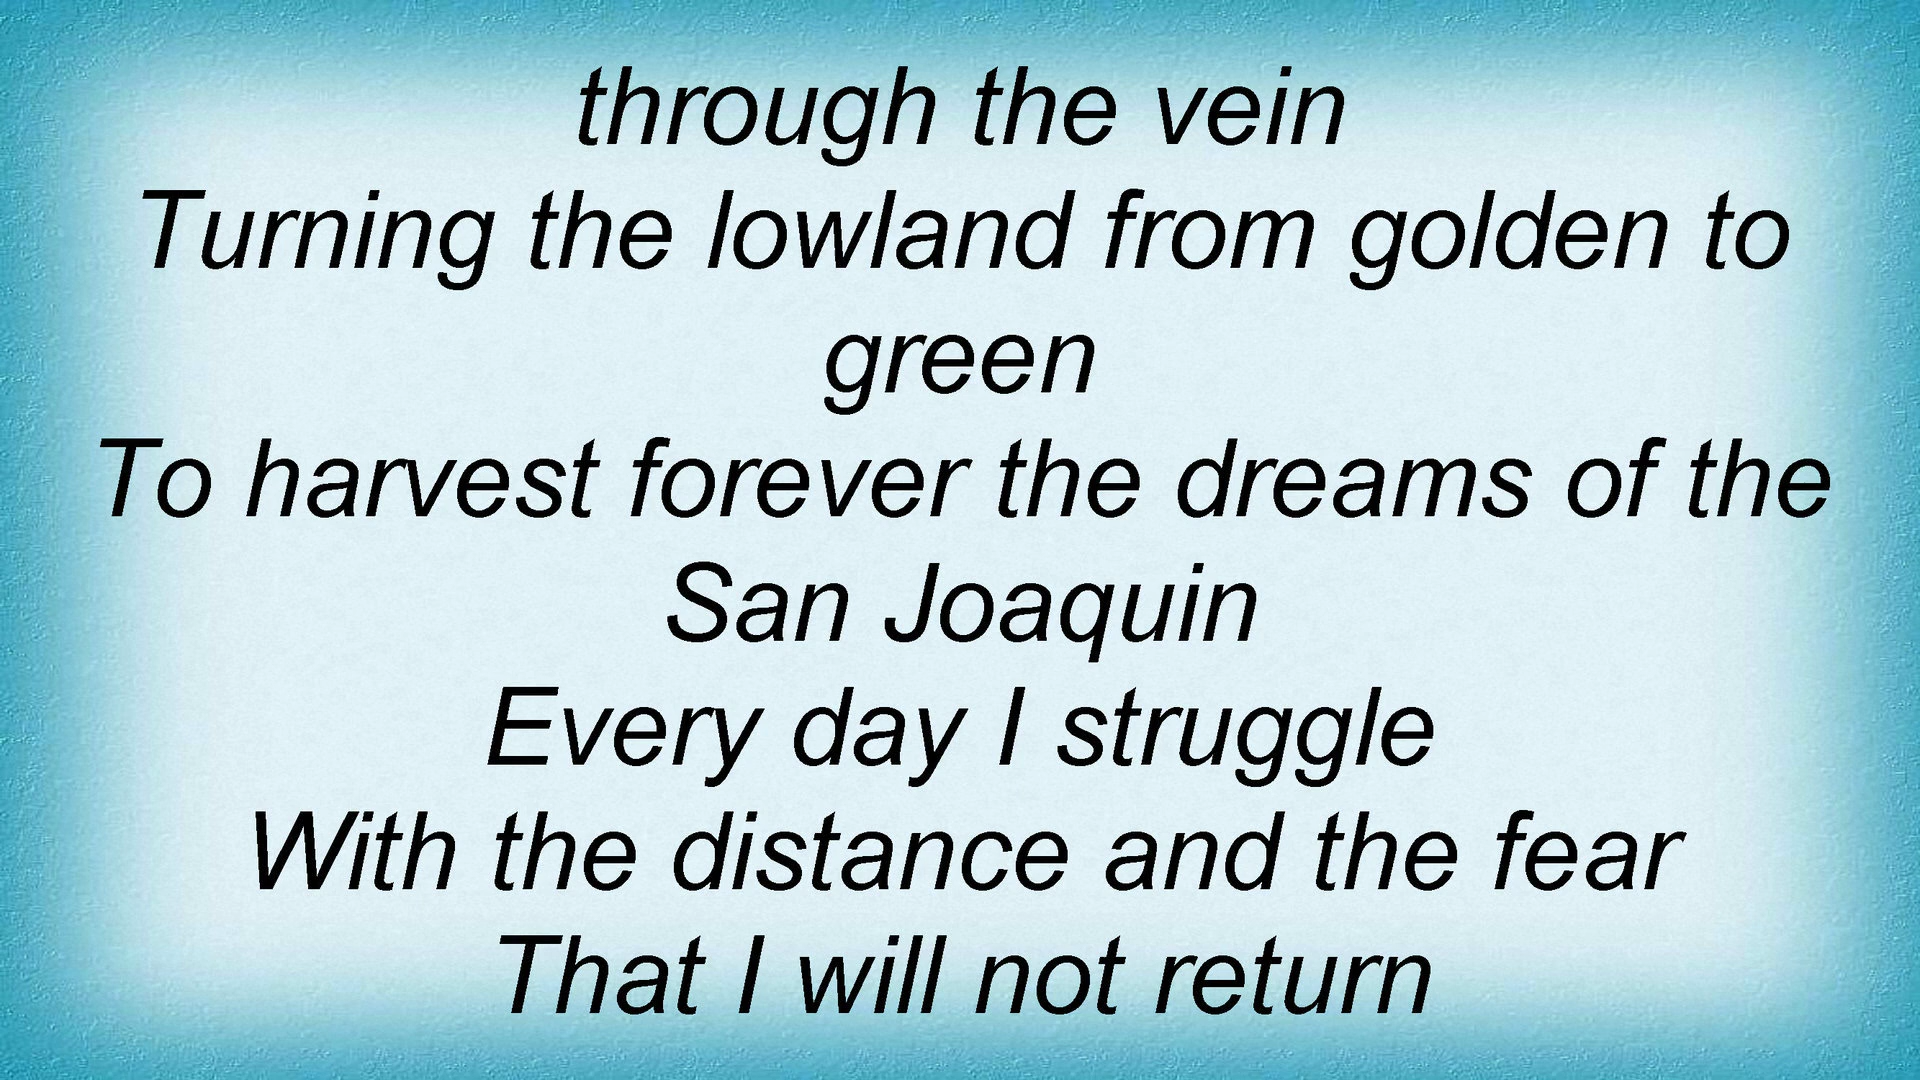 through the vein
Turning the lowland from golden to
green
To harvest forever the dreams of the
San Joaquin
Every day I struggle
With the distance and the fear
That I will not return